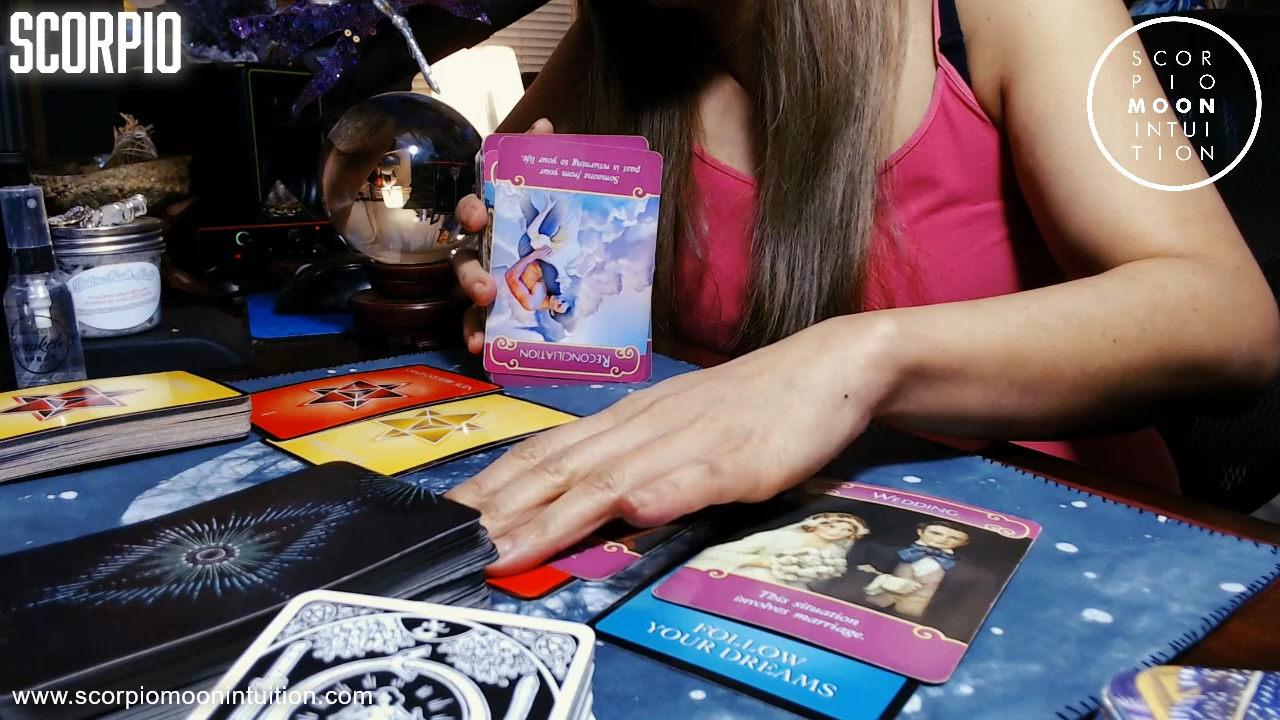 SCORPIO
SCOR
PIO
MOON
INTUI
TION
Someone from your
past is returning to your life.
RECONCILIATION
WEDDING
This situation
involves marriage.
FOLLOW
YOUR DREAMS
www.scorpiomoonintuition.com